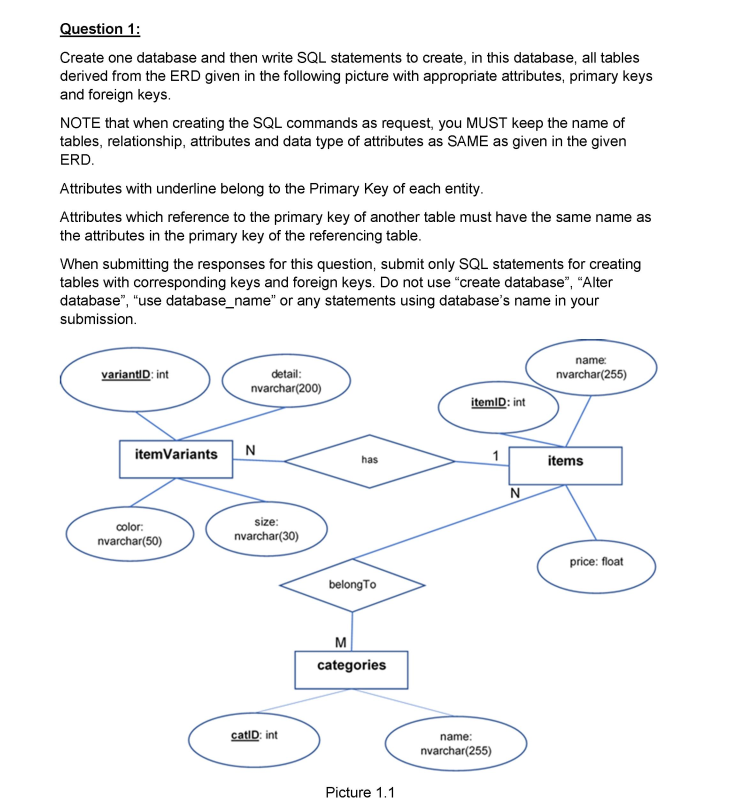 Question 1:
Create one database and then write SQL statements to create, in this database, all tables
derived from the ERD given in the following picture with appropriate attributes, primary keys
and foreign keys.
NOTE that when creating the SQL commands as request, you MUST keep the name of
tables, relationship, attributes and data type of attributes as SAME as given in the given
ERD.
Attributes with underline belong to the Primary Key of each entity.
Attributes which reference to the primary key of another table must have the same name as
the attributes in the primary key of the referencing table.
When submitting the responses for this question, submit only SQL statements for creating
tables with corresponding keys and foreign keys. Do not use “create database”, “Alter
database”, “use database_name” or any statements using database’s name in your
submission.
variantID: int
detail:
nvarchar(200)
name:
nvarchar(255)
itemID: int
itemVariants
N
has
1
items
N
color:
nvarchar(50)
size:
nvarchar(30)
price: float
belongTo
M
categories
catID: int
name:
nvarchar(255)
Picture 1.1